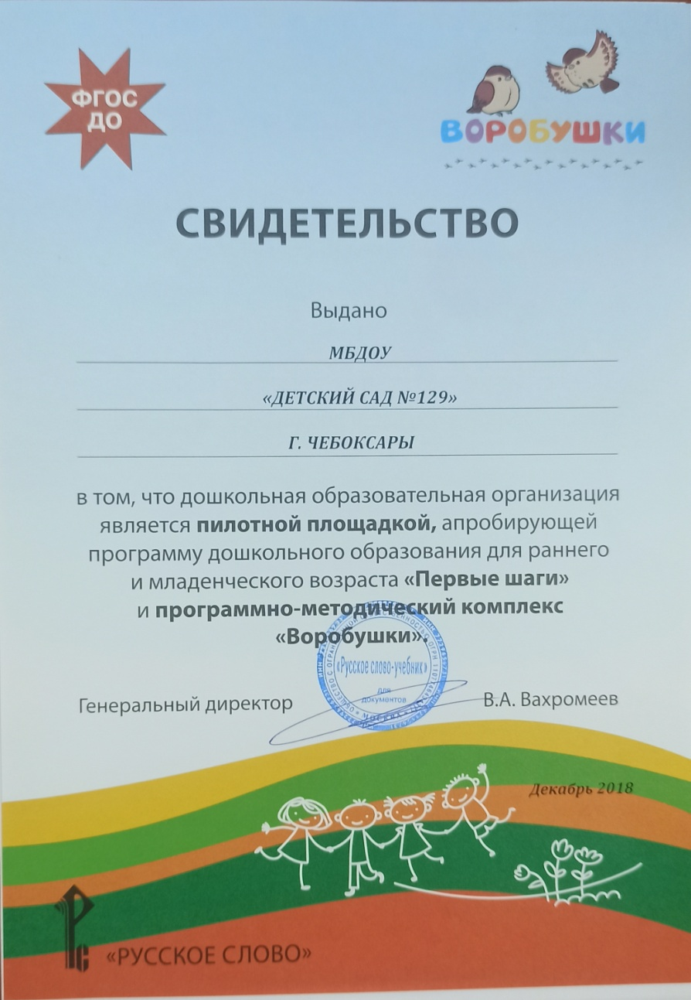 ФГОС
ДО
ВОРОБУШКИ
СВИДЕТЕЛЬСТВО
Выдано
МБДОУ
«ДЕТСКИЙ САД №129»
Г. ЧЕБОКСАРЫ
в том, что дошкольная образовательная организация
является пилотной площадкой, апробирующей
программу дошкольного образования для раннего
и младенческого возраста «Первые шаги»
и программно-методический комплекс
«Воробушки».
«Русское слово-учебник»
для
документов
Генеральный директор
В.А. Вахромеев
Декабрь 2018
«РУССКОЕ СЛОВО»